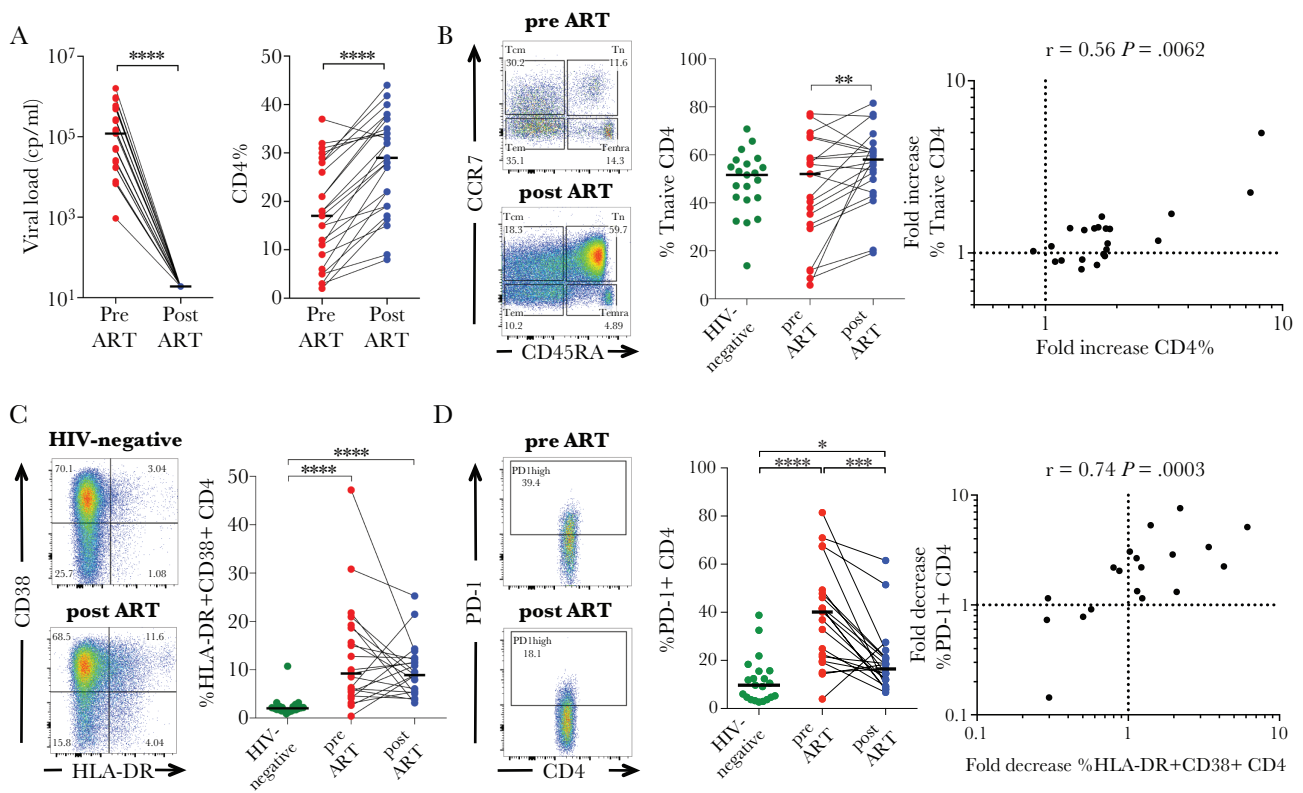 A
Viral load (cp/ml)
10⁷
10⁵
10³
10¹
****
Pre
ART
Post
ART
CD4%
50
40
30
20
10
0
****
Pre
ART
Post
ART
B
pre ART
Tcm
30.2
Tn
11.6
Tem
35.1
Temra
14.3
post ART
Tcm
18.3
Tn
59.7
Tem
10.2
Temra
4.89
CCR7
CD45RA
% Tnaive CD4
100
80
60
40
20
0
**
HIV-
negative
pre
ART
post
ART
r = 0.56 P = .0062
Fold increase
% Tnaive CD4
10
1
1
10
Fold increase CD4%
C
HIV-negative
70.1
3.04
25.7
1.08
post ART
68.5
11.6
15.8
4.04
CD38
HLA-DR
%HLA-DR+CD38+ CD4
50
40
30
20
10
0
****
****
HIV-
negative
pre
ART
post
ART
D
pre ART
PD1high
39.4
post ART
PD1high
18.1
PD-1
CD4
%PD-1+ CD4
100
80
60
40
20
0
*
****
***
HIV-
negative
pre
ART
post
ART
r = 0.74 P = .0003
Fold decrease
%PD-1+ CD4
10
1
0.1
0.1
1
10
Fold decrease %HLA-DR+CD38+ CD4